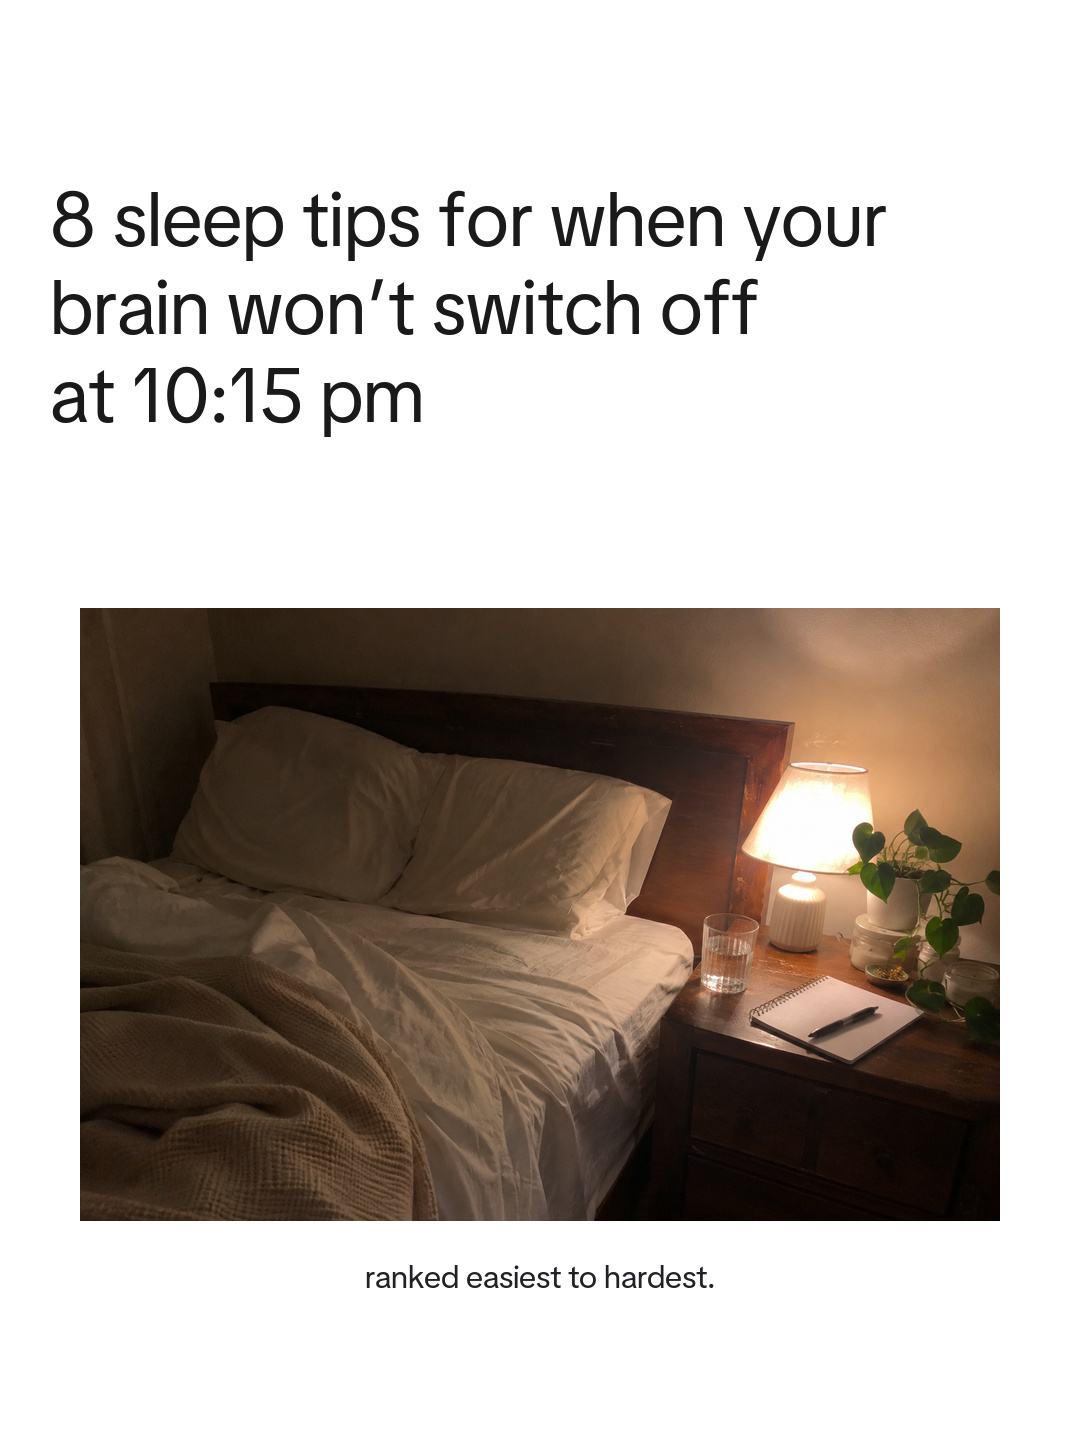 8 sleep tips for when your
brain won’t switch off
at 10:15 pm
ranked easiest to hardest.